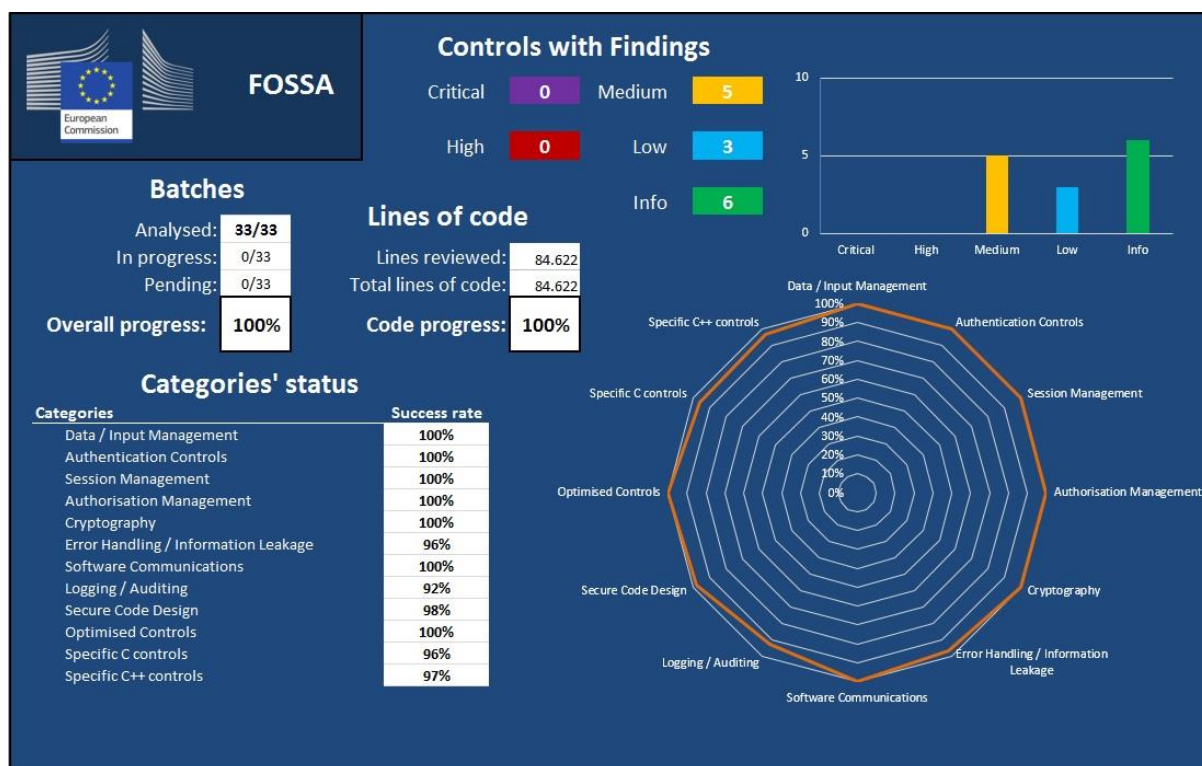 European
Commission
FOSSA
Controls with Findings
Critical 0 Medium 5
High 0 Low 3
Info 6
Batches
Analysed: 33/33
In progress: 0/33
Pending: 0/33
Overall progress: 100%
Lines of code
Lines reviewed: 84.622
Total lines of code: 84.622
Code progress: 100%
10
5
0
Critical High Medium Low Info
Categories' status
Categories Success rate
Data / Input Management 100%
Authentication Controls 100%
Session Management 100%
Authorisation Management 100%
Cryptography 100%
Error Handling / Information Leakage 96%
Software Communications 100%
Logging / Auditing 92%
Secure Code Design 98%
Optimised Controls 100%
Specific C controls 96%
Specific C++ controls 97%
Data / Input Management
Authentication Controls
Session Management
Authorisation Management
Cryptography
Error Handling / Information
Leakage
Software Communications
Logging / Auditing
Secure Code Design
Optimised Controls
Specific C controls
Specific C++ controls
100%
90%
80%
70%
60%
50%
40%
30%
20%
10%
0%